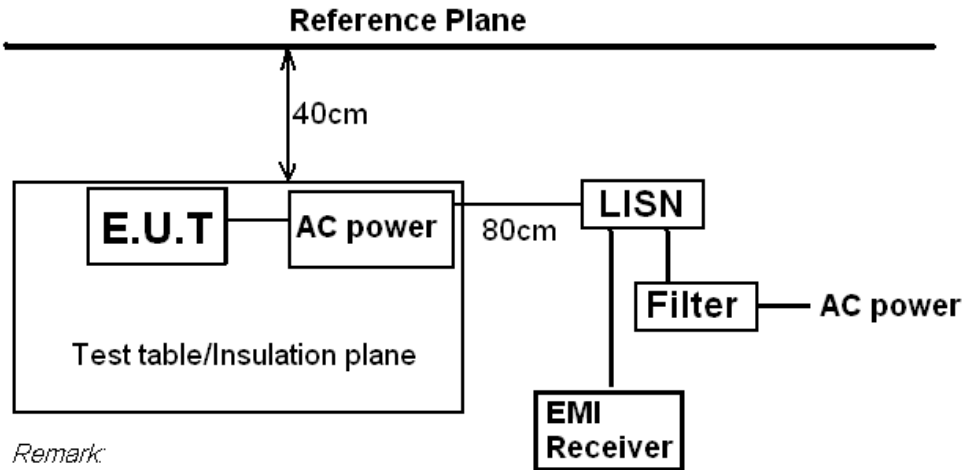 Reference Plane
40cm
E.U.T
AC power
80cm
LISN
Filter
AC power
Test table/Insulation plane
EMI
Receiver
Remark: